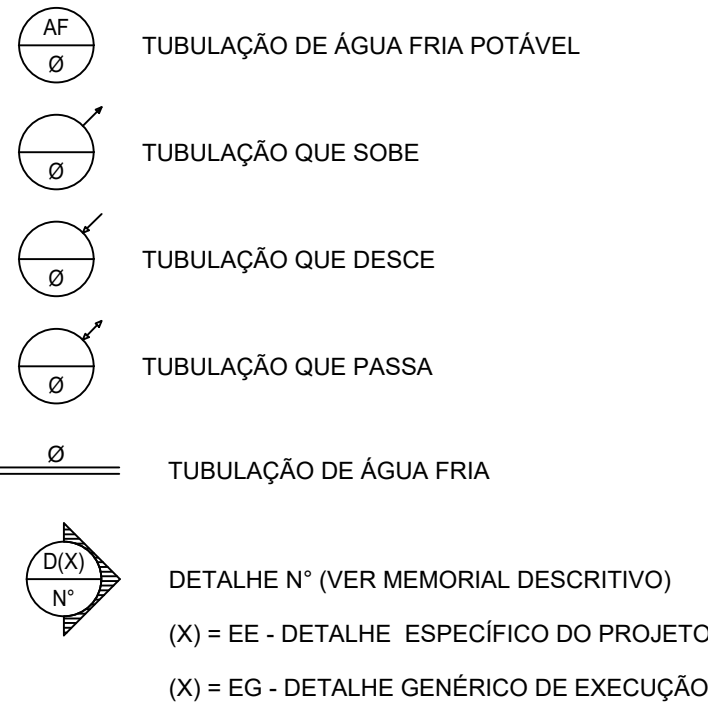 AF
Ø
TUBULAÇÃO DE ÁGUA FRIA POTÁVEL
Ø
TUBULAÇÃO QUE SOBE
Ø
TUBULAÇÃO QUE DESCE
Ø
TUBULAÇÃO QUE PASSA
Ø
TUBULAÇÃO DE ÁGUA FRIA
D(X)
N°
DETALHE N° (VER MEMORIAL DESCRITIVO)
(X) = EE - DETALHE ESPECÍFICO DO PROJETO
(X) = EG - DETALHE GENÉRICO DE EXECUÇÃO